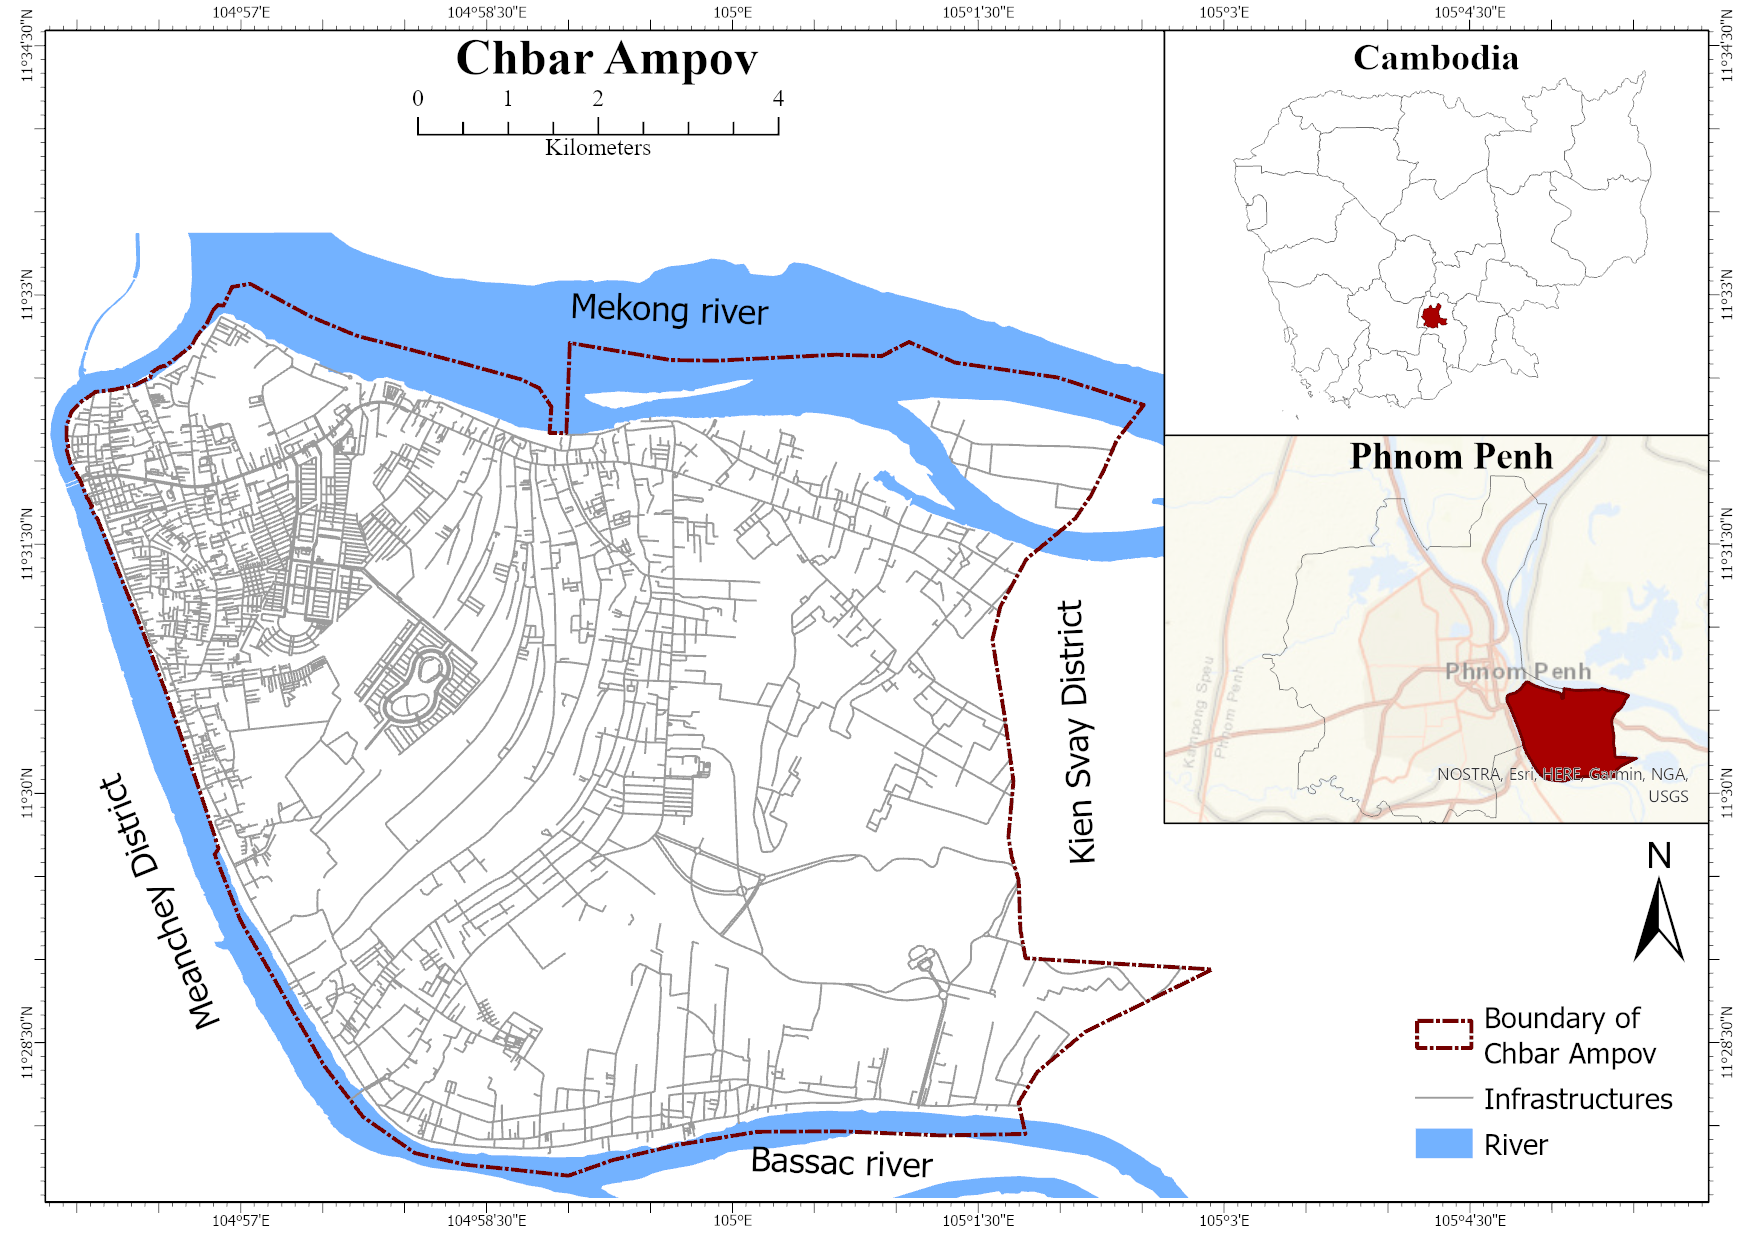 104°57'E 104°58'30"E 105°E 105°1'30"E 105°3'E 105°4'30"E
11°34'30"N
11°33'N
11°31'30"N
11°30'N
11°28'30"N
Chbar Ampov
0 1 2 4
Kilometers
Mekong river
Kien Svay District
Meanchey District
Bassac river
Cambodia
Phnom Penh
Phnom Penh
Kampong Speu
Phnom Penh
NOSTRA, Esri, HERE, Garmin, NGA,
USGS
N
Boundary of
Chbar Ampov
Infrastructures
River
11°34'30"N
11°33'N
11°31'30"N
11°30'N
11°28'30"N
104°57'E 104°58'30"E 105°E 105°1'30"E 105°3'E 105°4'30"E